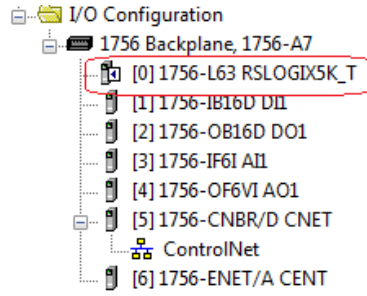 I/O Configuration
1756 Backplane, 1756-A7
[0] 1756-L63 RSLOGIX5K_T
[1] 1756-IB16D DI1
[2] 1756-OB16D DO1
[3] 1756-IF6I AI1
[4] 1756-OF6VI AO1
[5] 1756-CNBR/D CNET
ControlNet
[6] 1756-ENET/A CENT